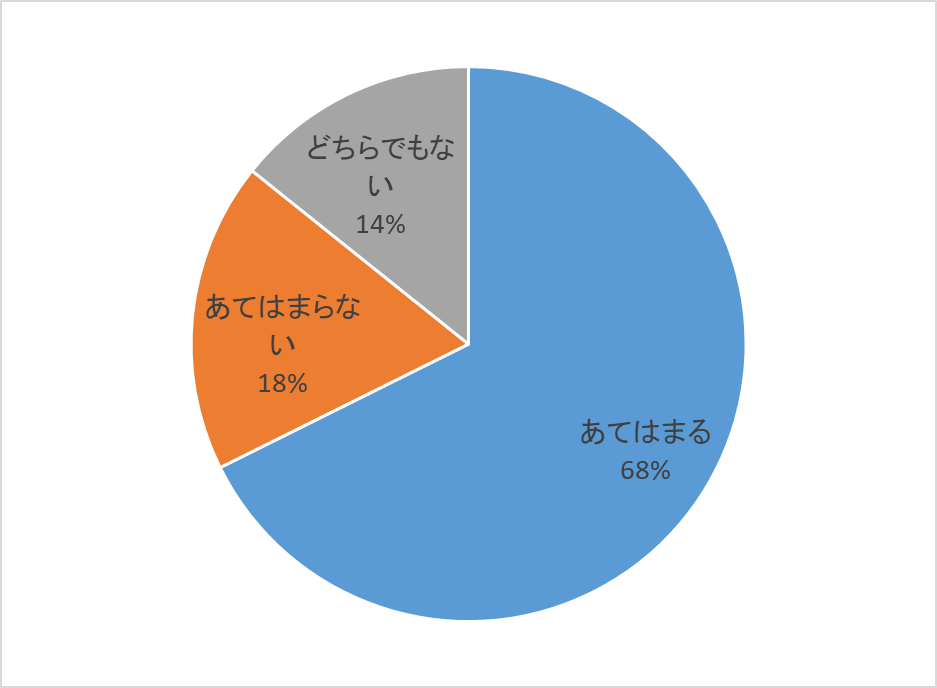 どちらでもな
い
14%
あてはまらな
い
18%
あてはまる
68%